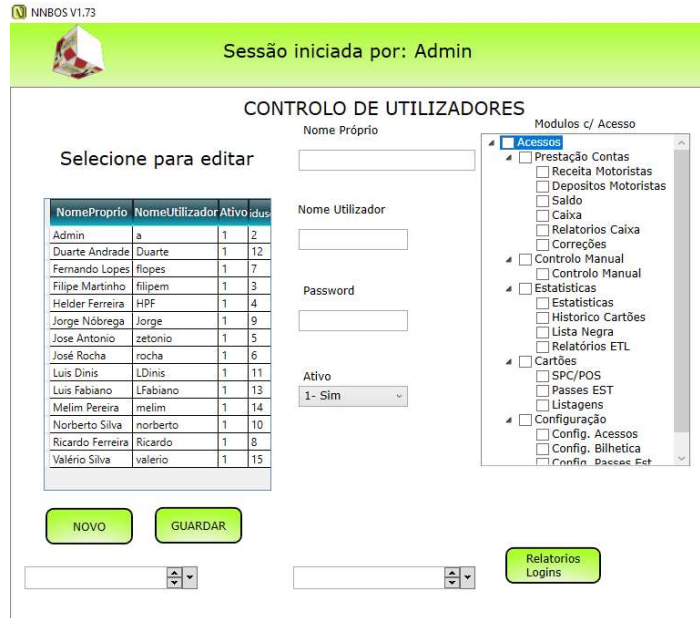 NNBOS V1.73
Sessão iniciada por: Admin
CONTROLO DE UTILIZADORES
Selecione para editar
NomeProprio NomeUtilizador Ativo iduse
Admin a 1 2
Duarte Andrade Duarte 1 12
Fernando Lopes flopes 1 7
Filipe Martinho filipem 1 3
Helder Ferreira HPF 1 4
Jorge Nóbrega Jorge 1 9
Jose Antonio zetonio 1 5
José Rocha rocha 1 6
Luis Dinis LDinis 1 11
Luis Fabiano LFabiano 1 13
Melim Pereira melim 1 14
Norberto Silva norberto 1 10
Ricardo Ferreira Ricardo 1 8
Valério Silva valerio 1 15
NOVO
GUARDAR
Nome Próprio
Nome Utilizador
Password
Ativo
1- Sim
Modulos c/ Acesso
Acessos
Prestação Contas
Receita Motoristas
Depositos Motoristas
Saldo
Caixa
Relatorios Caixa
Correções
Controlo Manual
Controlo Manual
Estatisticas
Estatisticas
Historico Cartões
Lista Negra
Relatórios ETL
Cartões
SPC/POS
Passes EST
Listagens
Configuração
Config. Acessos
Config. Bilhetica
Config. Passes Est
Relatorios
Logins